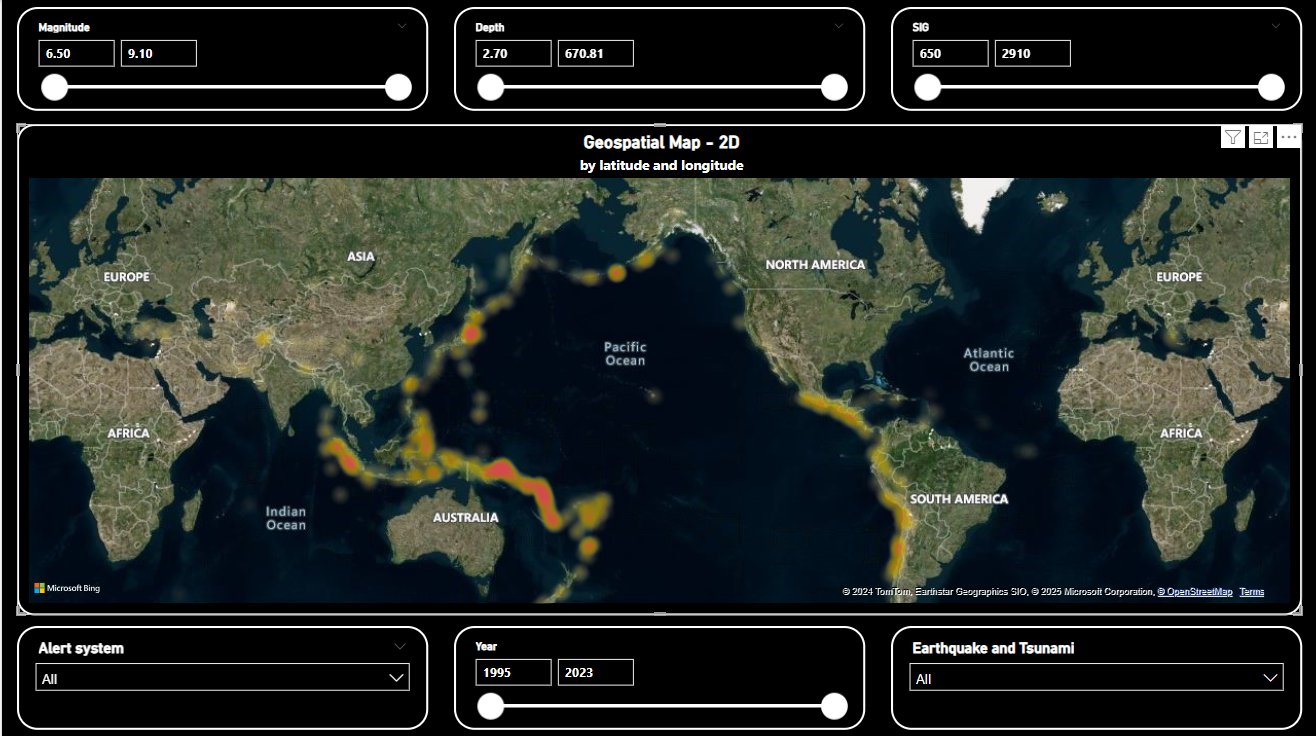 Magnitude
6.50
9.10
Depth
2.70
670.81
SIG
650
2910
Geospatial Map - 2D
by latitude and longitude
EUROPE
ASIA
NORTH AMERICA
EUROPE
Pacific
Ocean
Atlantic
Ocean
AFRICA
AFRICA
SOUTH AMERICA
Indian
Ocean
AUSTRALIA
Microsoft Bing
© 2024 TomTom, Earthstar Geographics SIO, © 2025 Microsoft Corporation, © OpenStreetMap Terms
Alert system
All
Year
1995
2023
Earthquake and Tsunami
All